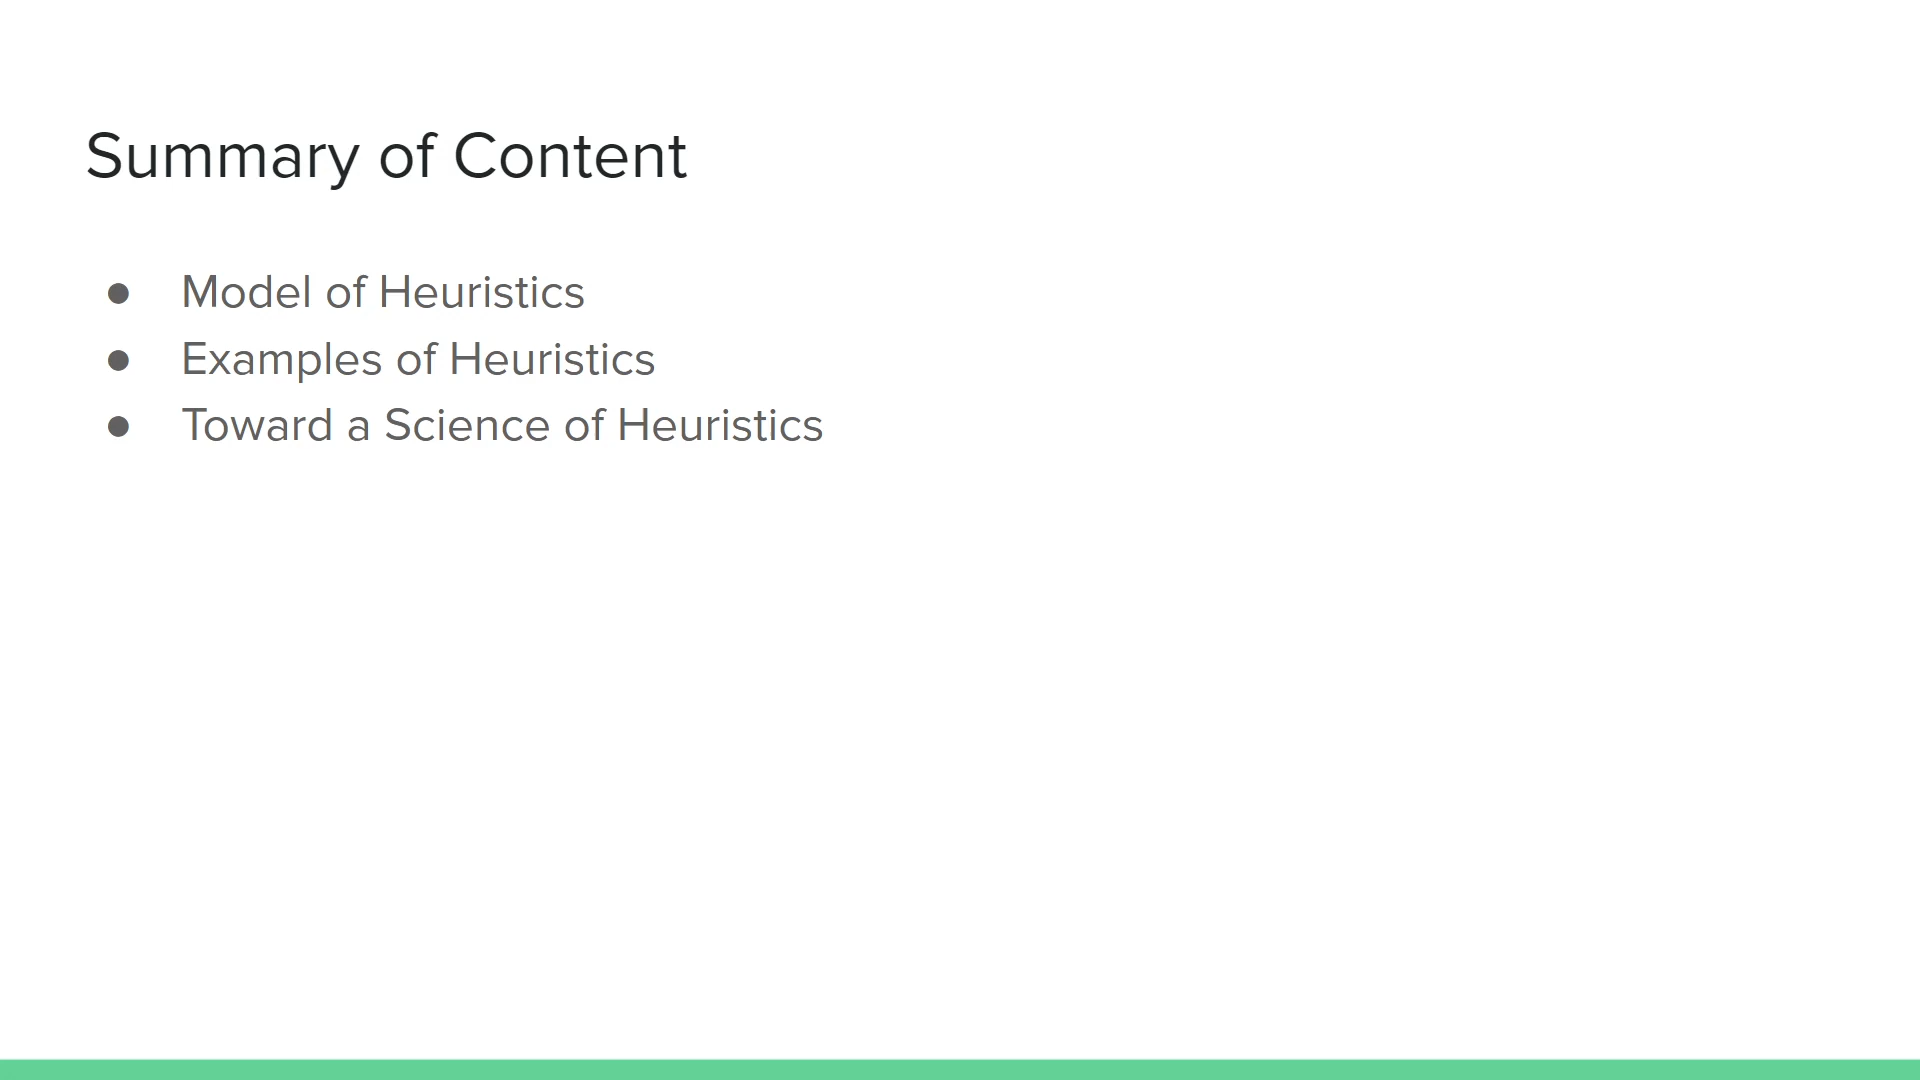 Summary of Content
● Model of Heuristics
● Examples of Heuristics
● Toward a Science of Heuristics